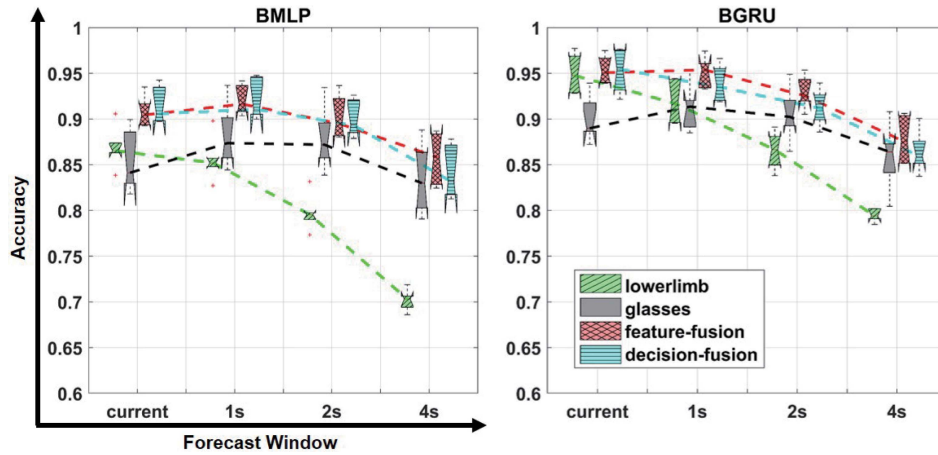 BMLP
BGRU
Accuracy
1
0.95
0.9
0.85
0.8
0.75
0.7
0.65
0.6
current 1s 2s 4s
1
0.95
0.9
0.85
0.8
0.75
0.7
0.65
0.6
current 1s 2s 4s
lowerlimb
glasses
feature-fusion
decision-fusion
Forecast Window